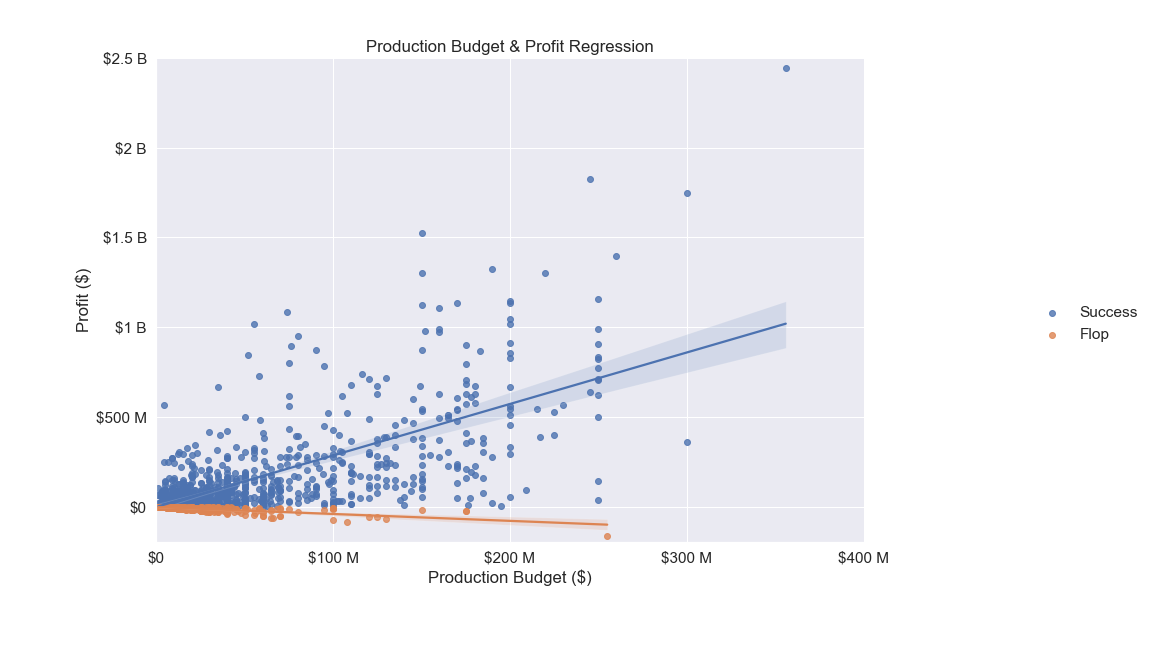 Production Budget & Profit Regression
$2.5 B
$2 B
$1.5 B
$1 B
$500 M
$0
Profit ($)
$0
$100 M
$200 M
$300 M
$400 M
Production Budget ($)
Success
Flop